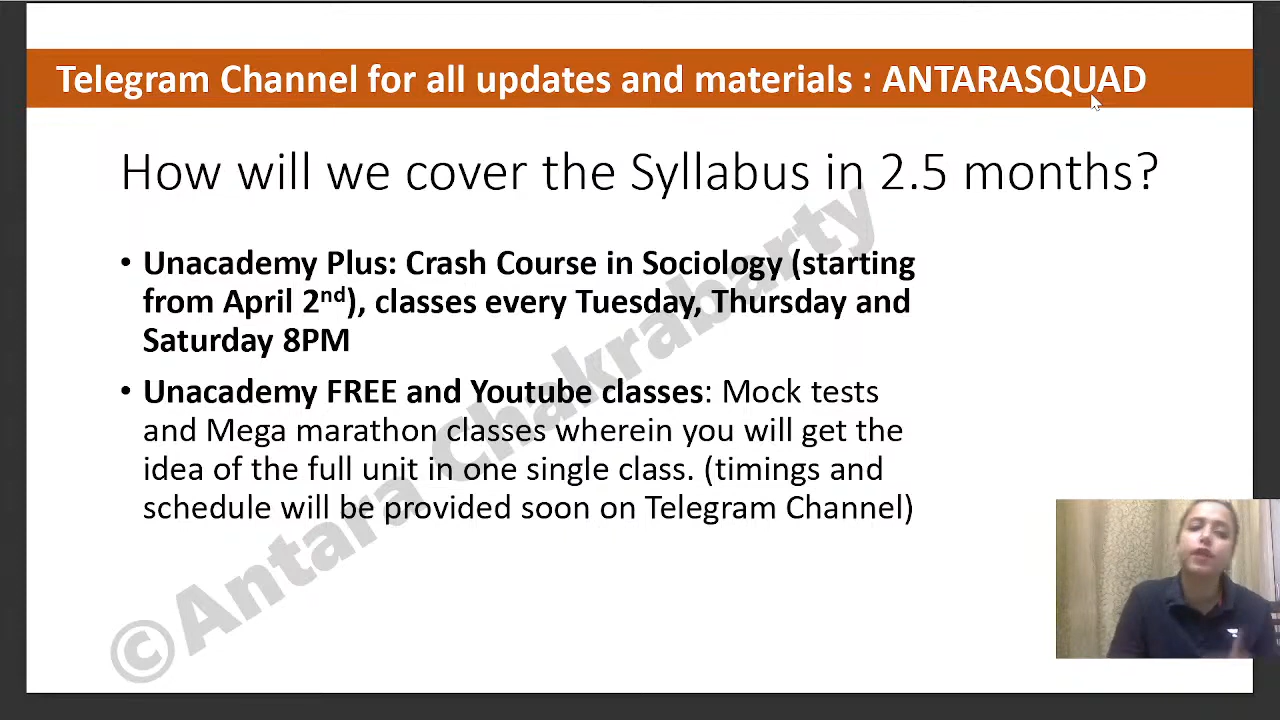 Telegram Channel for all updates and materials : ANTARASQUAD
How will we cover the Syllabus in 2.5 months?
• Unacademy Plus: Crash Course in Sociology (starting
from April 2nd), classes every Tuesday, Thursday and
Saturday 8PM
• Unacademy FREE and Youtube classes: Mock tests
and Mega marathon classes wherein you will get the
idea of the full unit in one single class. (timings and
schedule will be provided soon on Telegram Channel)
©Antara Chakrabarty